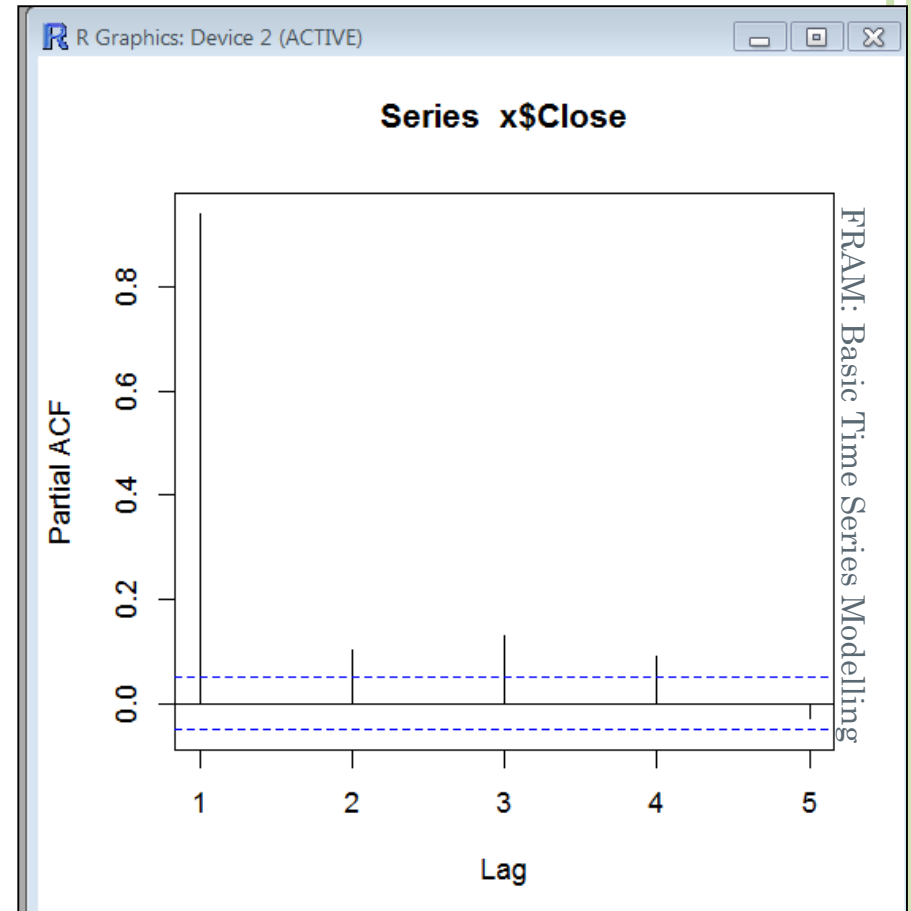 R Graphics: Device 2 (ACTIVE)
Series x$Close
Partial ACF
0.8
0.6
0.4
0.2
0.0
1 2 3 4 5
Lag
FRAM: Basic Time Series Modelling